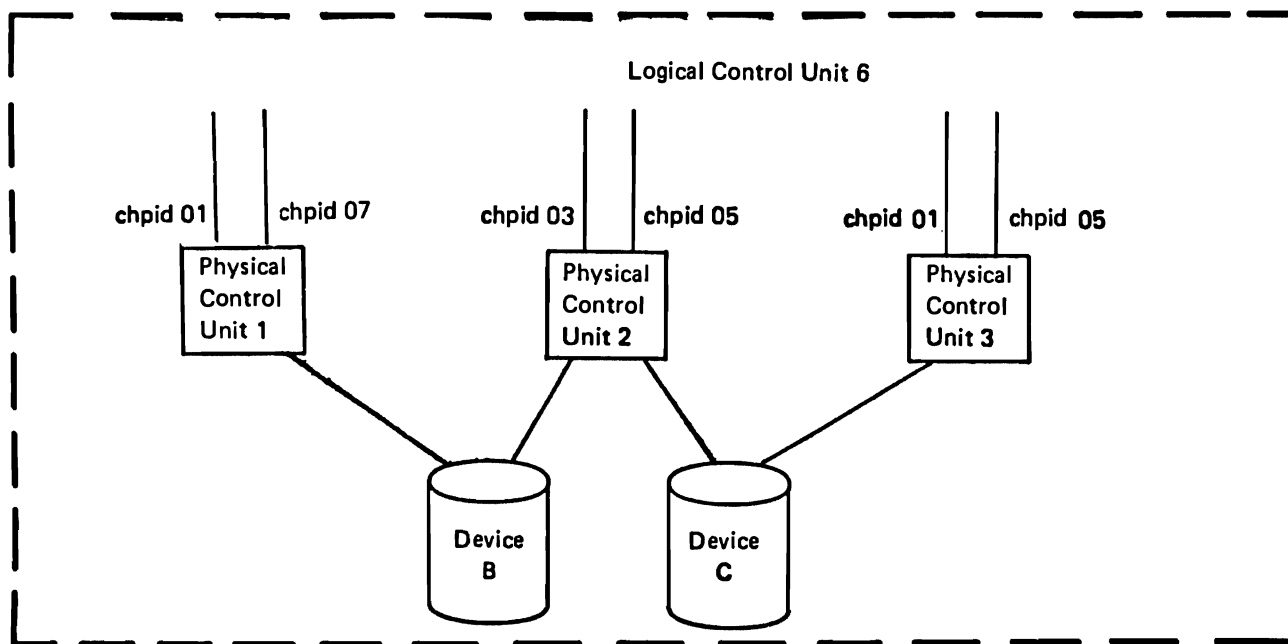 Logical Control Unit 6
chpid 01
chpid 07
chpid 03
chpid 05
chpid 01
chpid 05
Physical
Control
Unit 1
Physical
Control
Unit 2
Physical
Control
Unit 3
Device
B
Device
C